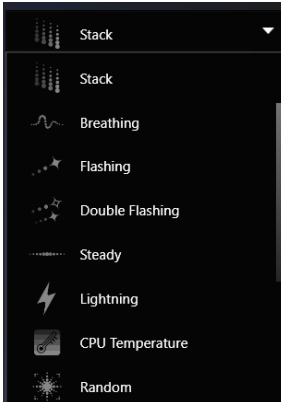 Stack
Stack
Breathing
Flashing
Double Flashing
Steady
Lightning
CPU Temperature
Random